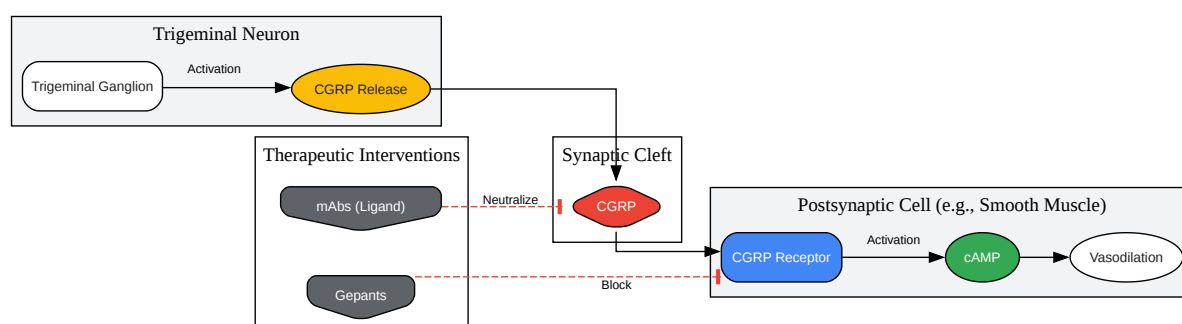 Trigeminal Neuron
Trigeminal Ganglion
Activation
CGRP Release
Therapeutic Interventions
Synaptic Cleft
mAbs (Ligand)
Neutralize
CGRP
Postsynaptic Cell (e.g., Smooth Muscle)
CGRP Receptor
Activation
cAMP
Vasodilation
Gepants
Block